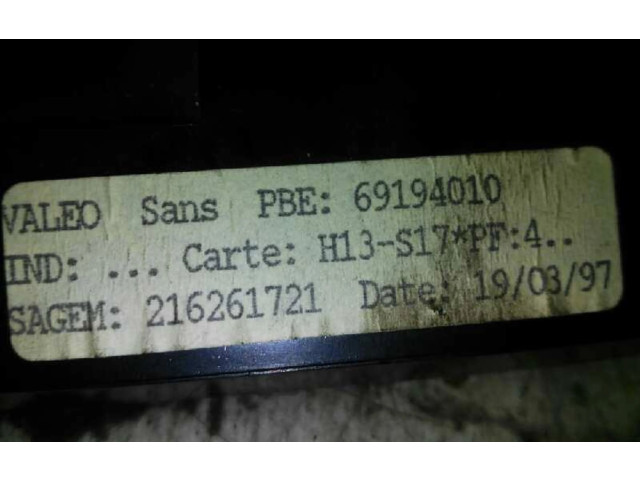 VALEO Sans PBE: 69194010
IND: ... Carte: H13-S17*PF:4..
SAGEM: 216261721 Date: 19/03/97